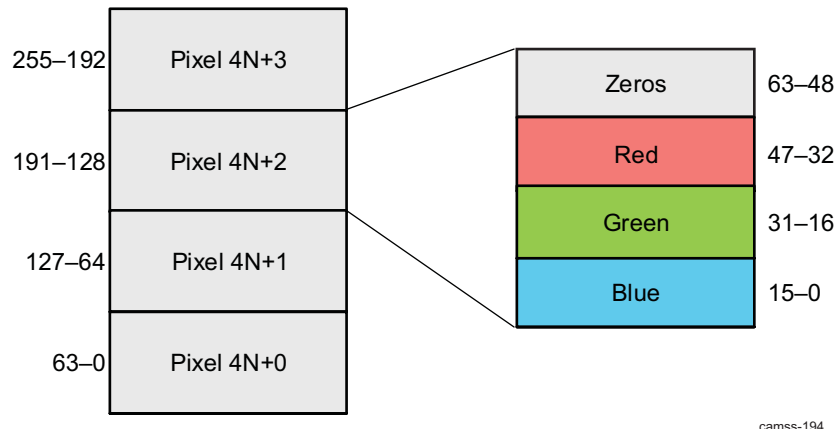 255–192 Pixel 4N+3
191–128 Pixel 4N+2
127–64 Pixel 4N+1
63–0 Pixel 4N+0
Zeros 63–48
Red 47–32
Green 31–16
Blue 15–0
camss-194